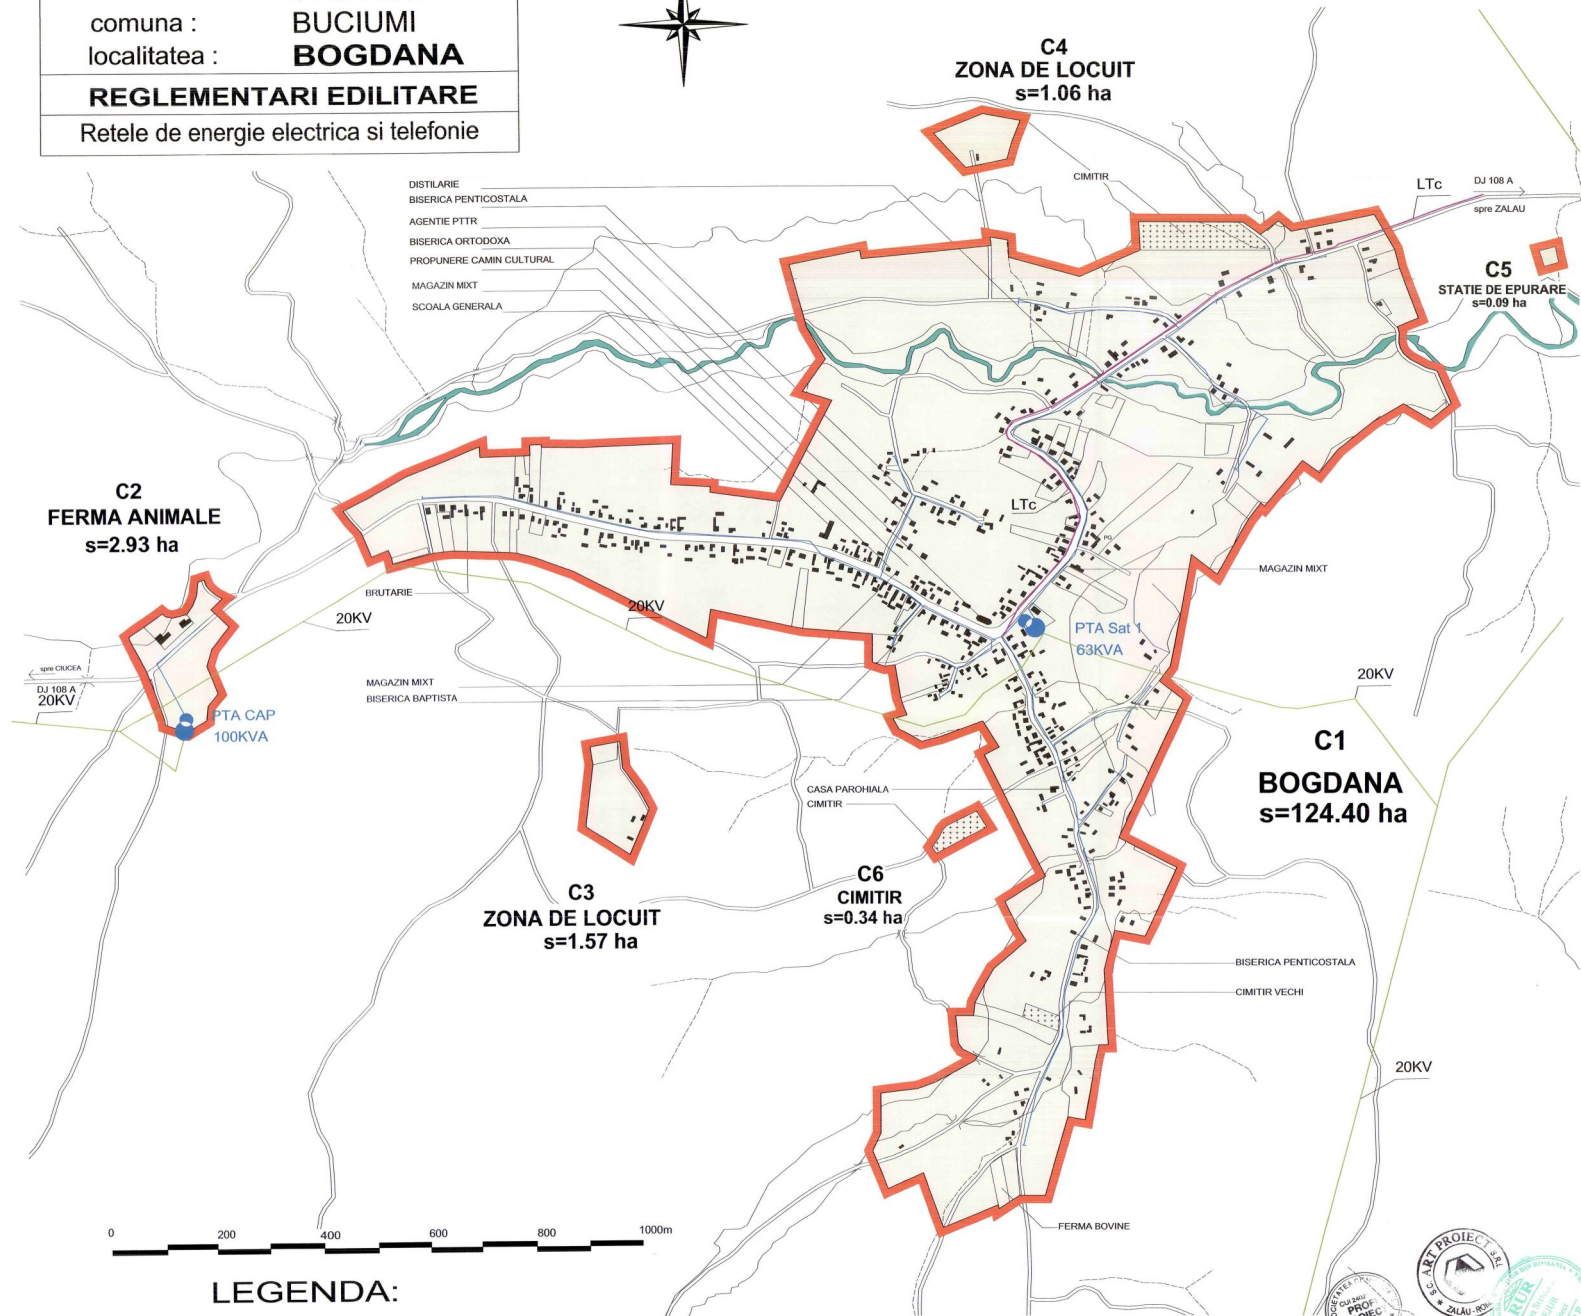 comuna : BUCIUMI
localitatea : BOGDANA
REGLEMENTARI EDILITARE
Retele de energie electrica si telefonie
C4
ZONA DE LOCUIT
s=1.06 ha
DISTILARIE
BISERICA PENTICOSTALA
AGENTIE PTTR
BISERICA ORTODOXA
PROPUNERE CAMIN CULTURAL
MAGAZIN MIXT
SCOALA GENERALA
CIMITIR
LTc
DJ 108 A
spre ZALAU
C5
STATIE DE EPURARE
s=0.09 ha
C2
FERMA ANIMALE
s=2.93 ha
LTc
PG.
MAGAZIN MIXT
BRUTARIE
20KV
20KV
PTA Sat 1
63KVA
spre CIUCEA
DJ 108 A
20KV
MAGAZIN MIXT
BISERICA BAPTISTA
20KV
PTA CAP
100KVA
C1
BOGDANA
s=124.40 ha
CASA PAROHIALA
CIMITIR
C6
CIMITIR
s=0.34 ha
C3
ZONA DE LOCUIT
s=1.57 ha
BISERICA PENTICOSTALA
CIMITIR VECHI
20KV
FERMA BOVINE
0 200 400 600 800 1000m
LEGENDA:
S.C. ART PROIECT S.R.L.
ZALAU